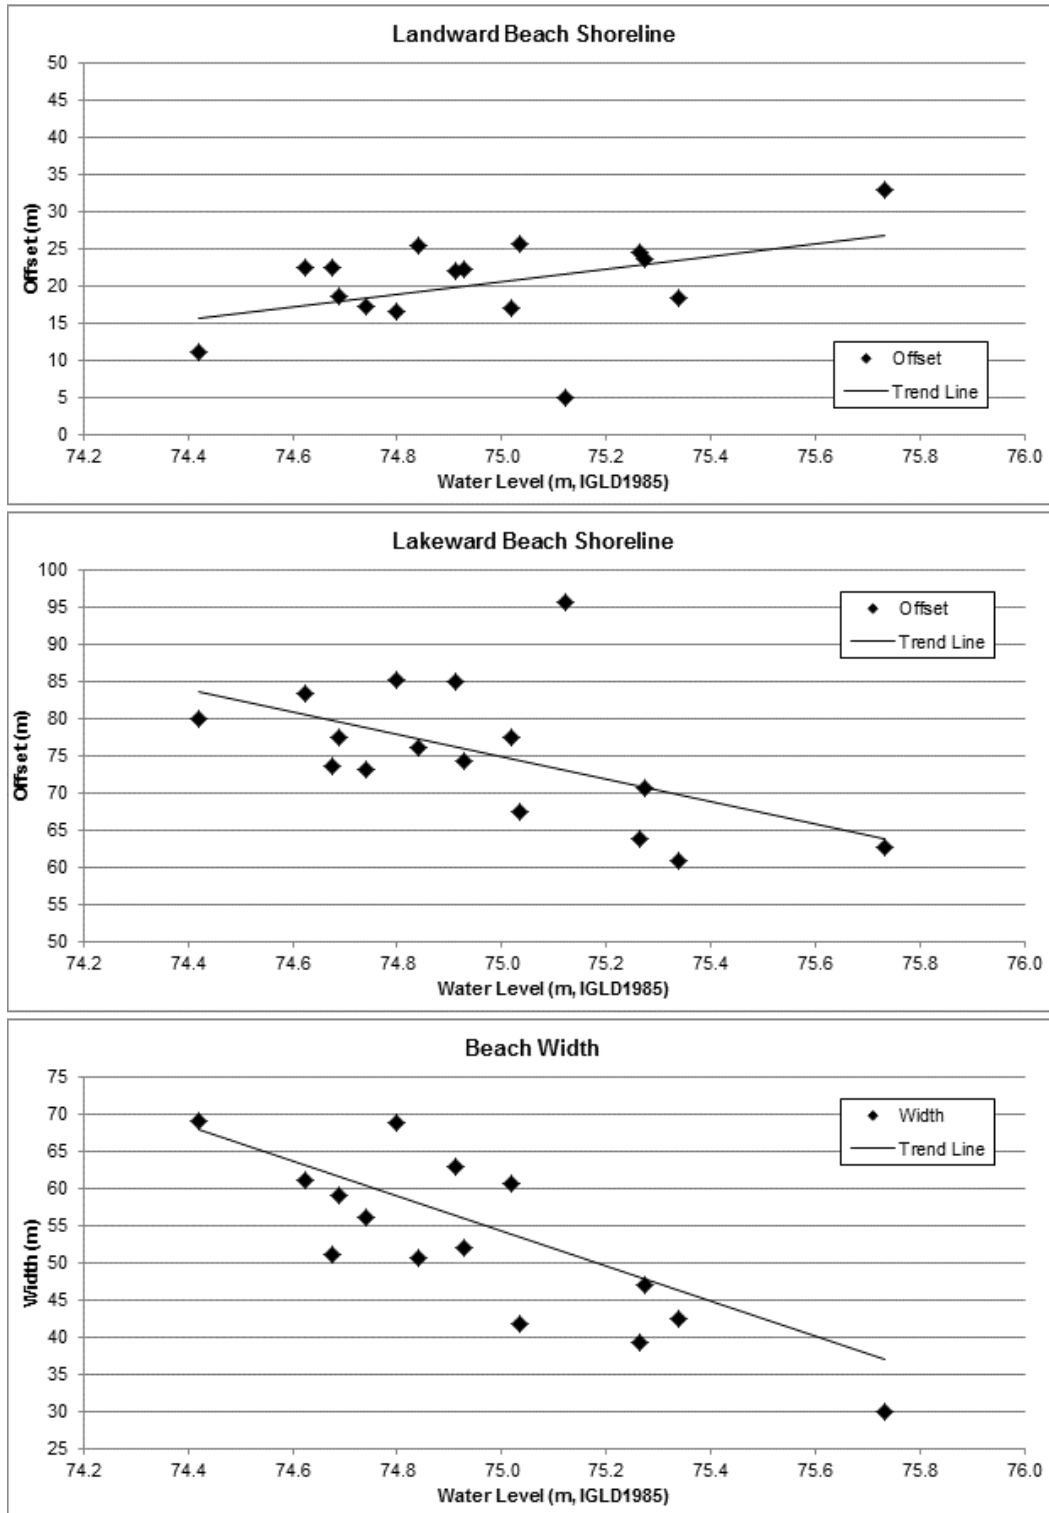 Landward Beach Shoreline
50
45
40
35
30
25
20
15
10
5
0
Offset (m)
Offset
Trend Line
74.2 74.4 74.6 74.8 75.0 75.2 75.4 75.6 75.8 76.0
Water Level (m, IGLD1985)
Lakeward Beach Shoreline
100
95
90
85
80
75
70
65
60
55
50
Offset (m)
Offset
Trend Line
74.2 74.4 74.6 74.8 75.0 75.2 75.4 75.6 75.8 76.0
Water Level (m, IGLD1985)
Beach Width
75
70
65
60
55
50
45
40
35
30
25
Width (m)
Width
Trend Line
74.2 74.4 74.6 74.8 75.0 75.2 75.4 75.6 75.8 76.0
Water Level (m, IGLD1985)